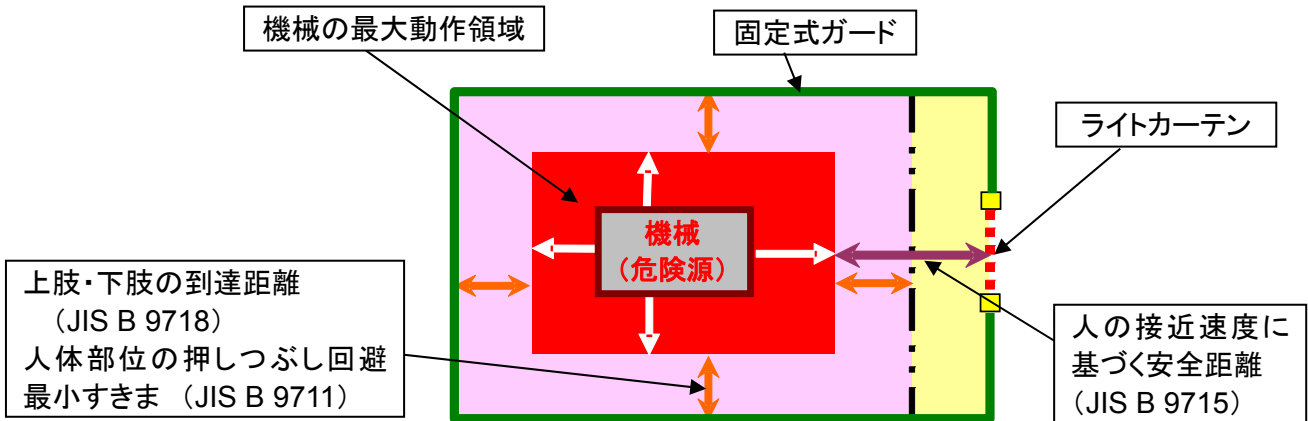 機械の最大動作領域
固定式ガード
ライトカーテン
機械
(危険源)
上肢・下肢の到達距離
(JIS B 9718)
人体部位の押しつぶし回避
最小すきま (JIS B 9711)
人の接近速度に
基づく安全距離
(JIS B 9715)